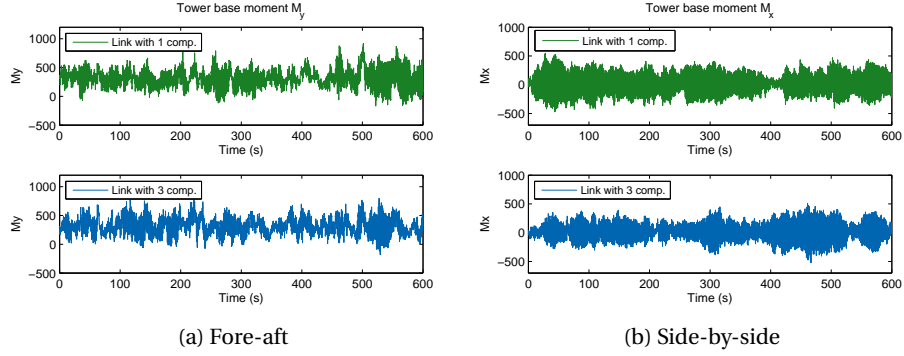 Tower base moment M_y
1000
500
0
−500
My
Link with 1 comp.
0 100 200 300 400 500 600
Time (s)
1000
500
0
−500
My
Link with 3 comp.
0 100 200 300 400 500 600
Time (s)
(a) Fore-aft
Tower base moment M_x
1000
500
0
−500
Mx
Link with 1 comp.
0 100 200 300 400 500 600
Time (s)
1000
500
0
−500
Mx
Link with 3 comp.
0 100 200 300 400 500 600
Time (s)
(b) Side-by-side